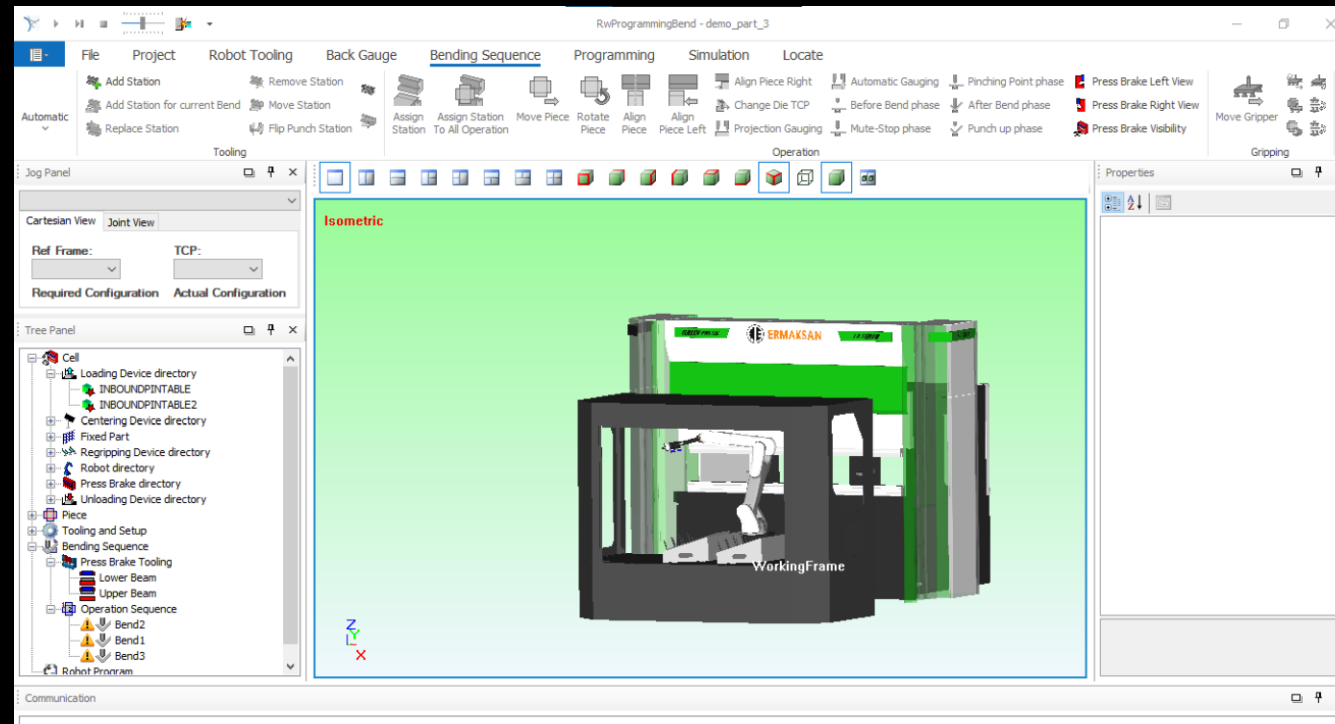 RwProgrammingBend - demo_part_3
File Project Robot Tooling Back Gauge Bending Sequence Programming Simulation Locate
Automatic
Add Station
Add Station for current Bend
Replace Station
Remove Station
Move Station
Flip Punch Station
Tooling
Assign Station
Assign Station To All Operation
Move Piece
Rotate Piece
Align Piece
Align Piece Left
Align Piece Right
Change Die TCP
Projection Gauging
Automatic Gauging
Before Bend phase
Mute-Stop phase
Pinching Point phase
After Bend phase
Punch up phase
Press Brake Left View
Press Brake Right View
Press Brake Visibility
Operation
Move Gripper
Gripping
Jog Panel
Cartesian View Joint View
Ref Frame: TCP:
Required Configuration Actual Configuration
Tree Panel
Cell
Loading Device directory
INBOUNDPINTABLE
INBOUNDPINTABLE2
Centering Device directory
Fixed Part
Regripping Device directory
Robot directory
Press Brake directory
Unloading Device directory
Piece
Tooling and Setup
Bending Sequence
Press Brake Tooling
Lower Beam
Upper Beam
Operation Sequence
Bend2
Bend1
Bend3
Robot Program
Isometric
ERMAKSAN
WorkingFrame
Z
Y
X
Properties
Communication